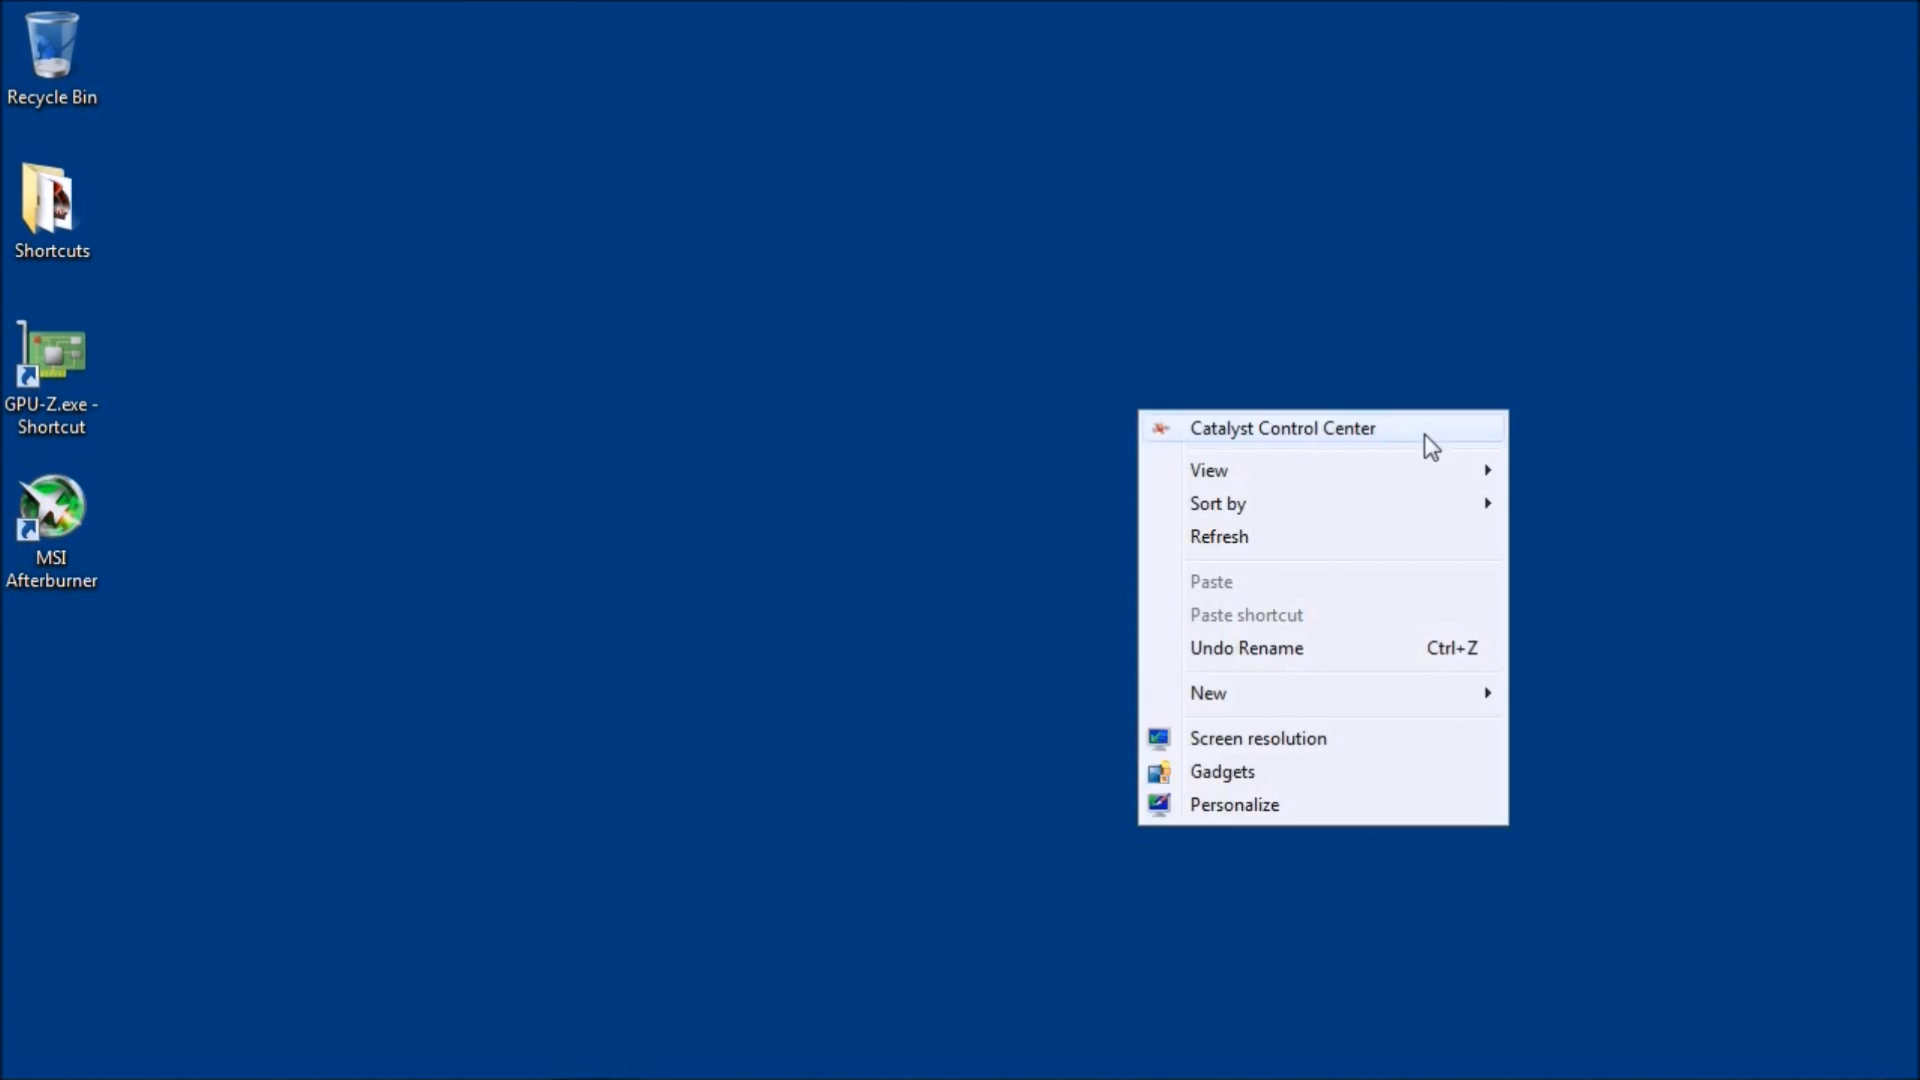 Recycle Bin
Shortcuts
GPU-Z.exe -
Shortcut
MSI
Afterburner
Catalyst Control Center
View
Sort by
Refresh
Paste
Paste shortcut
Undo Rename Ctrl+Z
New
Screen resolution
Gadgets
Personalize